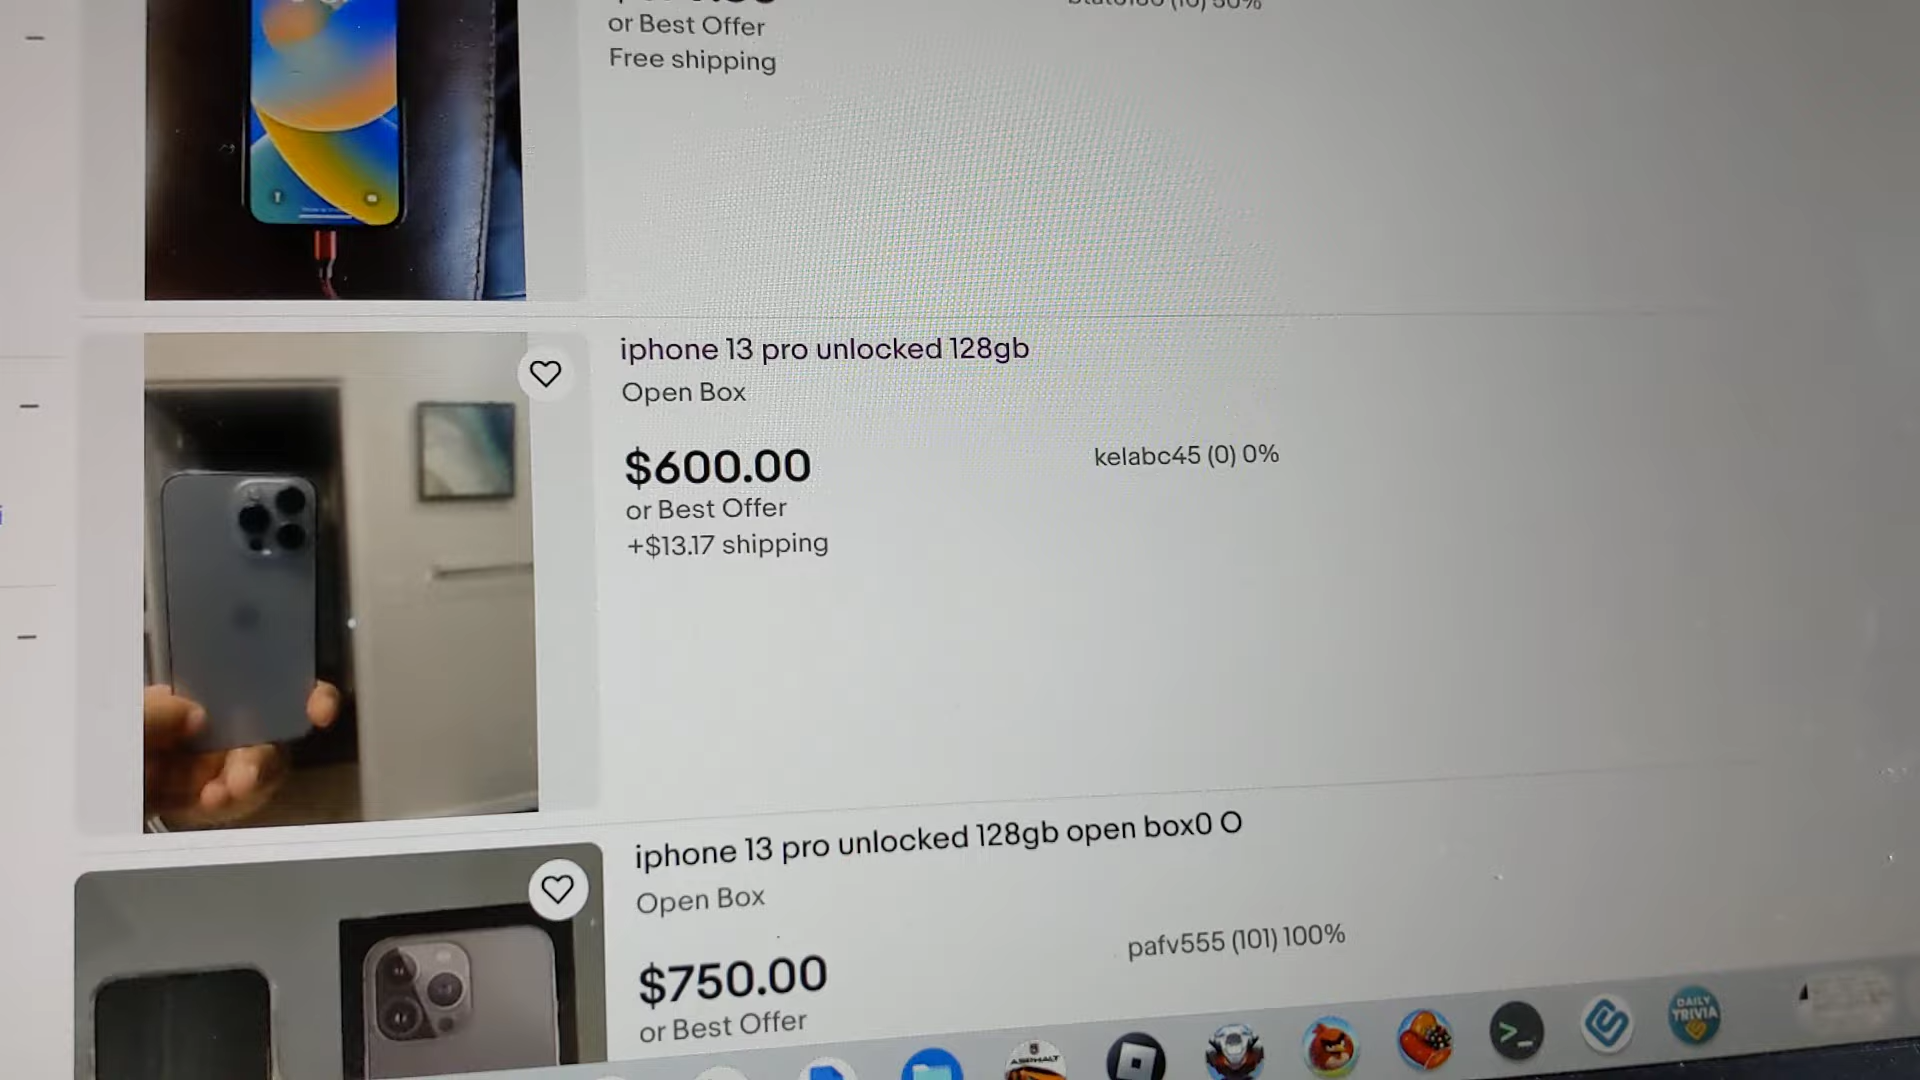 or Best Offer
Free shipping
iphone 13 pro unlocked 128gb
Open Box
$600.00
kelabc45 (0) 0%
or Best Offer
+$13.17 shipping
iphone 13 pro unlocked 128gb open box0 O
Open Box
pafv555 (101) 100%
$750.00
or Best Offer
ASPHALT
>_
DAILY
TRIVIA